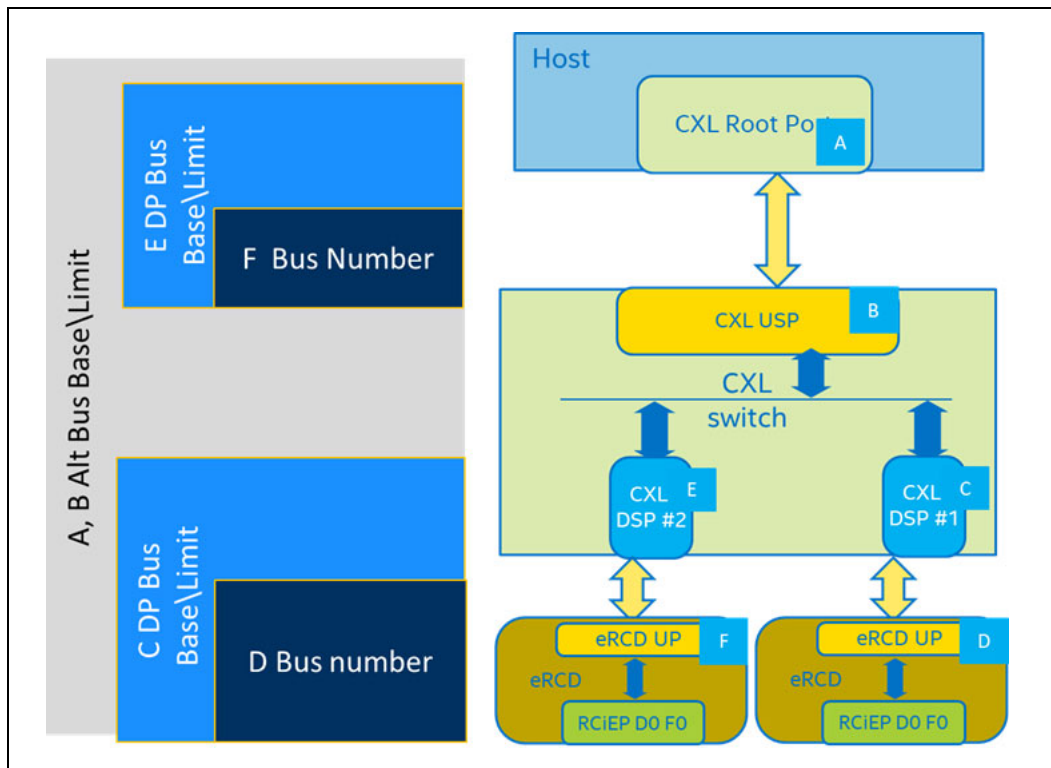 A, B Alt Bus Base\Limit
E DP Bus
Base\Limit
F Bus Number
C DP Bus
Base\Limit
D Bus number
Host
CXL Root
A
CXL USP
B
CXL
switch
CXL
DSP #2
E
CXL
DSP #1
C
eRCD UP
F
eRCD
RCiEP D0 F0
eRCD UP
D
eRCD
RCiEP D0 F0